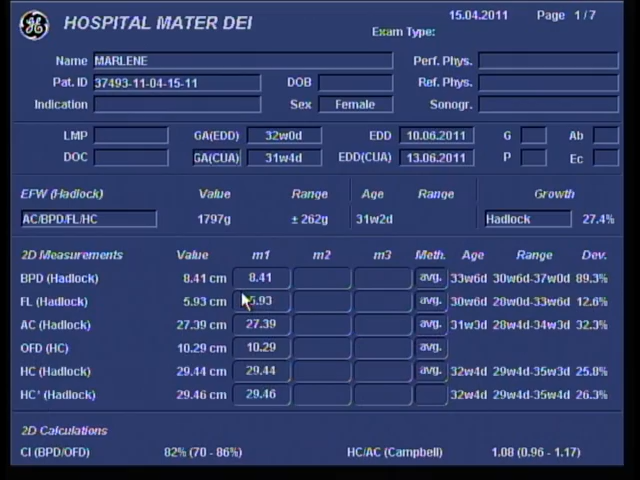 HOSPITAL MATER DEI 15.04.2011 Page 1/7
Exam Type:
Name MARLENE Perf. Phys.
Pat. ID 37493-11-04-15-11 DOB Ref. Phys.
Indication Sex Female Sonogr.
LMP GA(EDD) 32w0d EDD 10.06.2011 G Ab
DOC GA(CUA) 31w4d EDD(CUA) 13.06.2011 P Ec
EFW (Hadlock) Value Range Age Range Growth
AC/BPD/FL/HC 1797g ± 262g 31w2d Hadlock 27.4%
2D Measurements Value m1 m2 m3 Meth. Age Range Dev.
BPD (Hadlock) 8.41 cm 8.41 avg. 33w6d 30w6d-37w0d 89.3%
FL (Hadlock) 5.93 cm 5.93 avg. 30w6d 28w0d-33w6d 12.6%
AC (Hadlock) 27.39 cm 27.39 avg. 31w3d 28w4d-34w3d 32.3%
OFD (HC) 10.29 cm 10.29 avg.
HC (Hadlock) 29.44 cm 29.44 avg. 32w4d 29w4d-35w3d 25.8%
HC* (Hadlock) 29.46 cm 29.46 32w4d 29w4d-35w4d 26.3%
2D Calculations
CI (BPD/OFD) 82% (70 - 86%) HC/AC (Campbell) 1.08 (0.96 - 1.17)